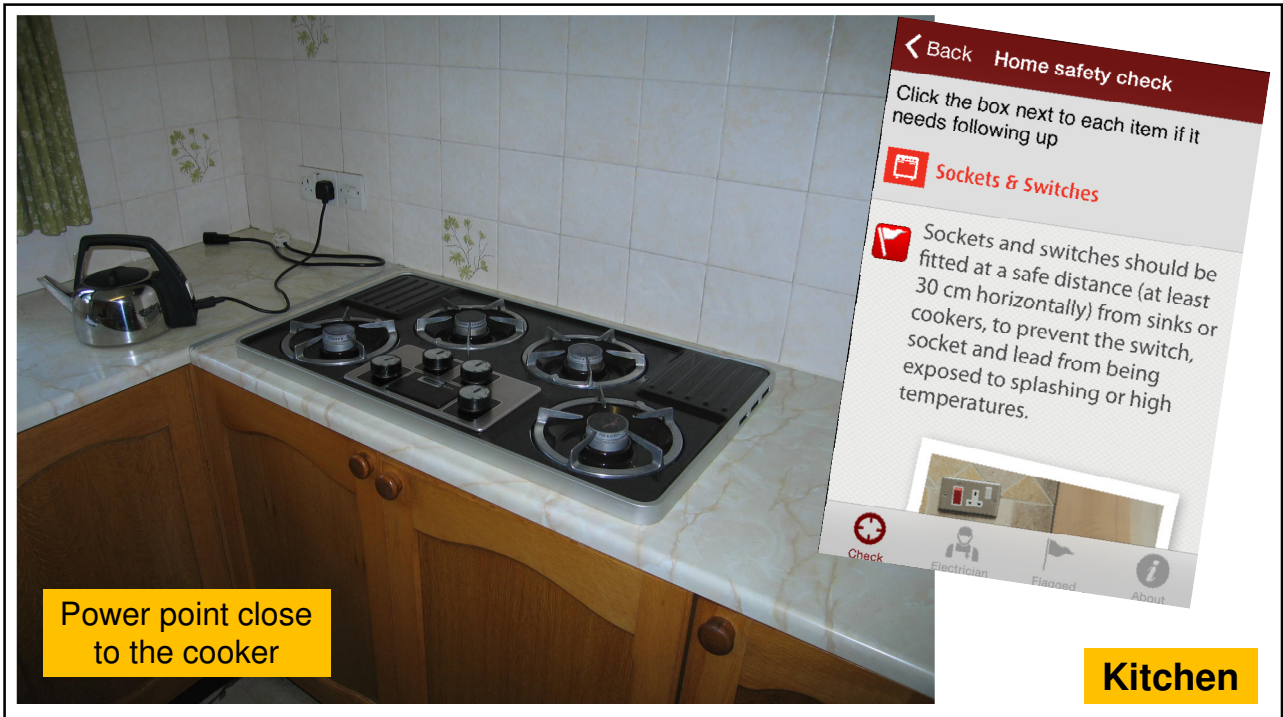 Back Home safety check
Click the box next to each item if it
needs following up
Sockets & Switches
Sockets and switches should be
fitted at a safe distance (at least
30 cm horizontally) from sinks or
cookers, to prevent the switch,
socket and lead from being
exposed to splashing or high
temperatures.
Check
Electrician
Flagged
About
Power point close
to the cooker
Kitchen